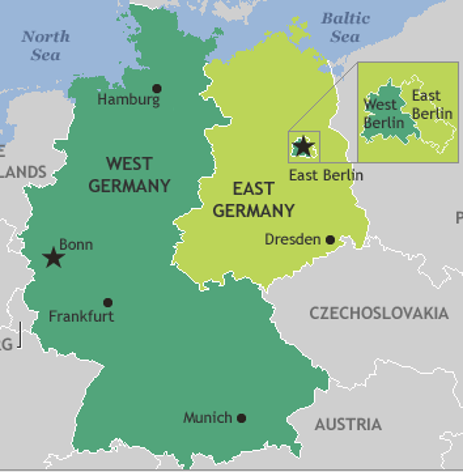 North
Sea
Baltic
Sea
Hamburg
West
Berlin
East
Berlin
E
LANDS
WEST
GERMANY
EAST
GERMANY
East Berlin
P
Bonn
Dresden
Frankfurt
CZECHOSLOVAKIA
G
Munich
AUSTRIA